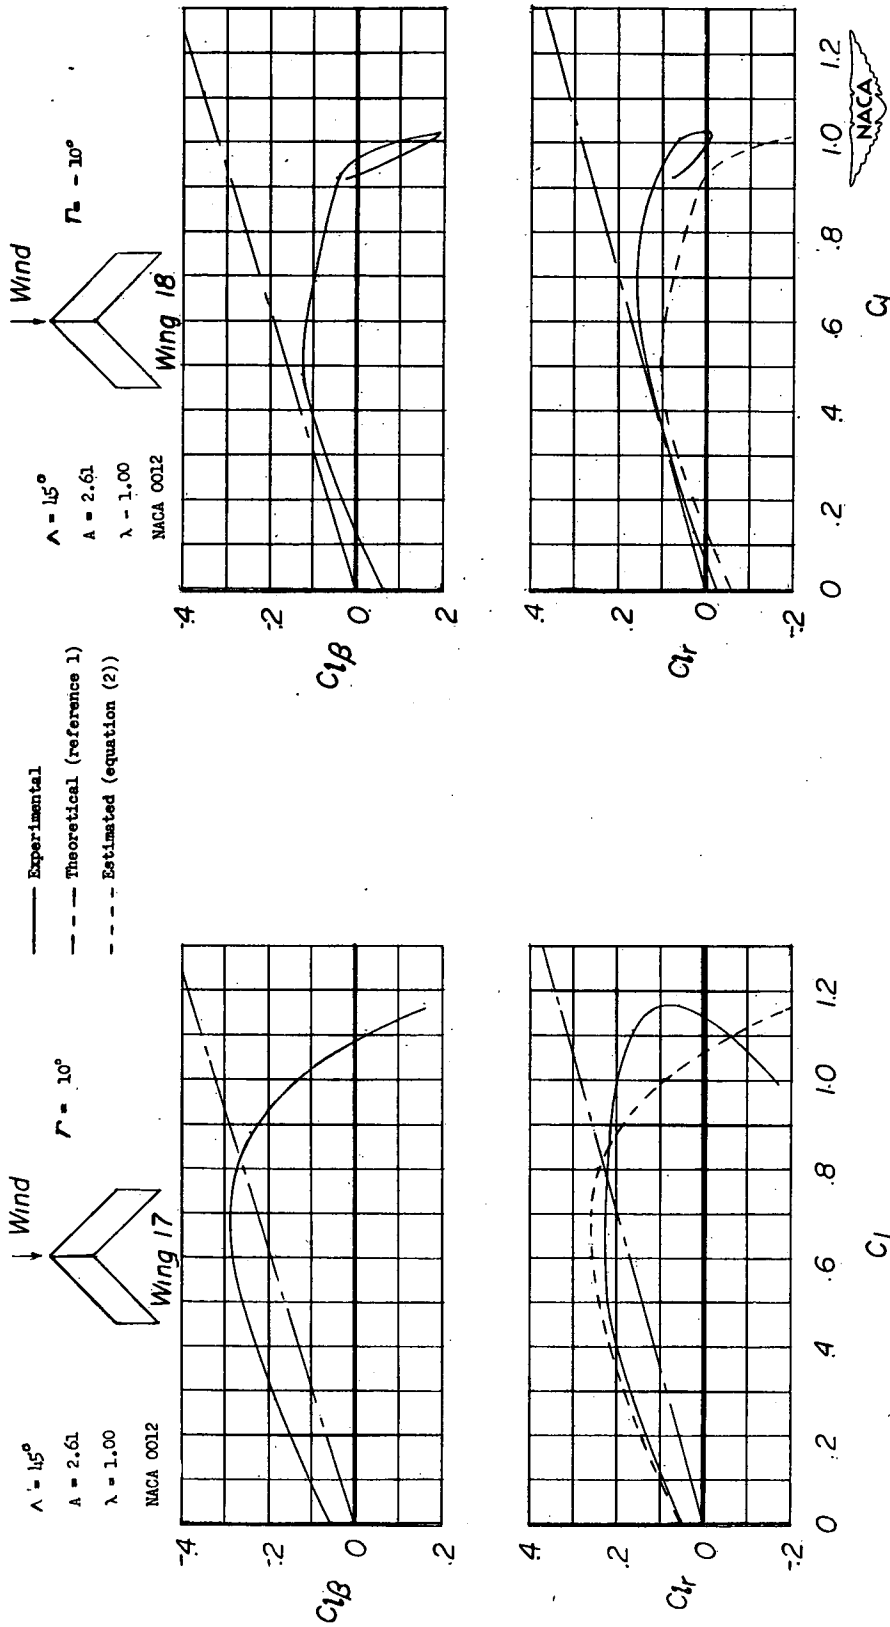 Experimental
Theoretical (reference 1)
Estimated (equation (2))
Λ = 45°
A = 2.61
λ = 1.00
NACA 0012
Wind
Γ = 10°
Wing 17
-.4
-.2
0
.2
Clβ
.4
.2
0
-.2
Clr
0 .2 .4 .6 .8 1.0 1.2
CL
Λ = 45°
A = 2.61
λ - 1.00
NACA 0012
Wind
Γ = -10°
Wing 18
-.4
-.2
0
.2
Clβ
.4
.2
0
-.2
Clr
0 .2 .4 .6 .8 1.0 1.2
CL
NACA